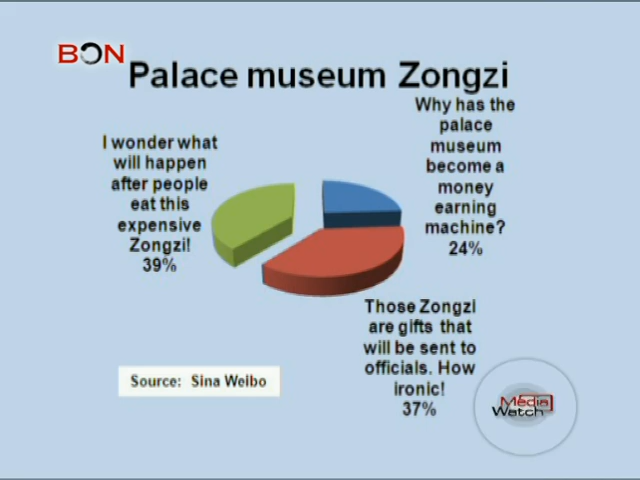 BON
Palace museum Zongzi
Why has the
palace
museum
become a
money
earning
machine?
24%
I wonder what
will happen
after people
eat this
expensive
Zongzi!
39%
Those Zongzi
are gifts that
will be sent to
officials. How
ironic!
37%
Source: Sina Weibo
Media
Watch